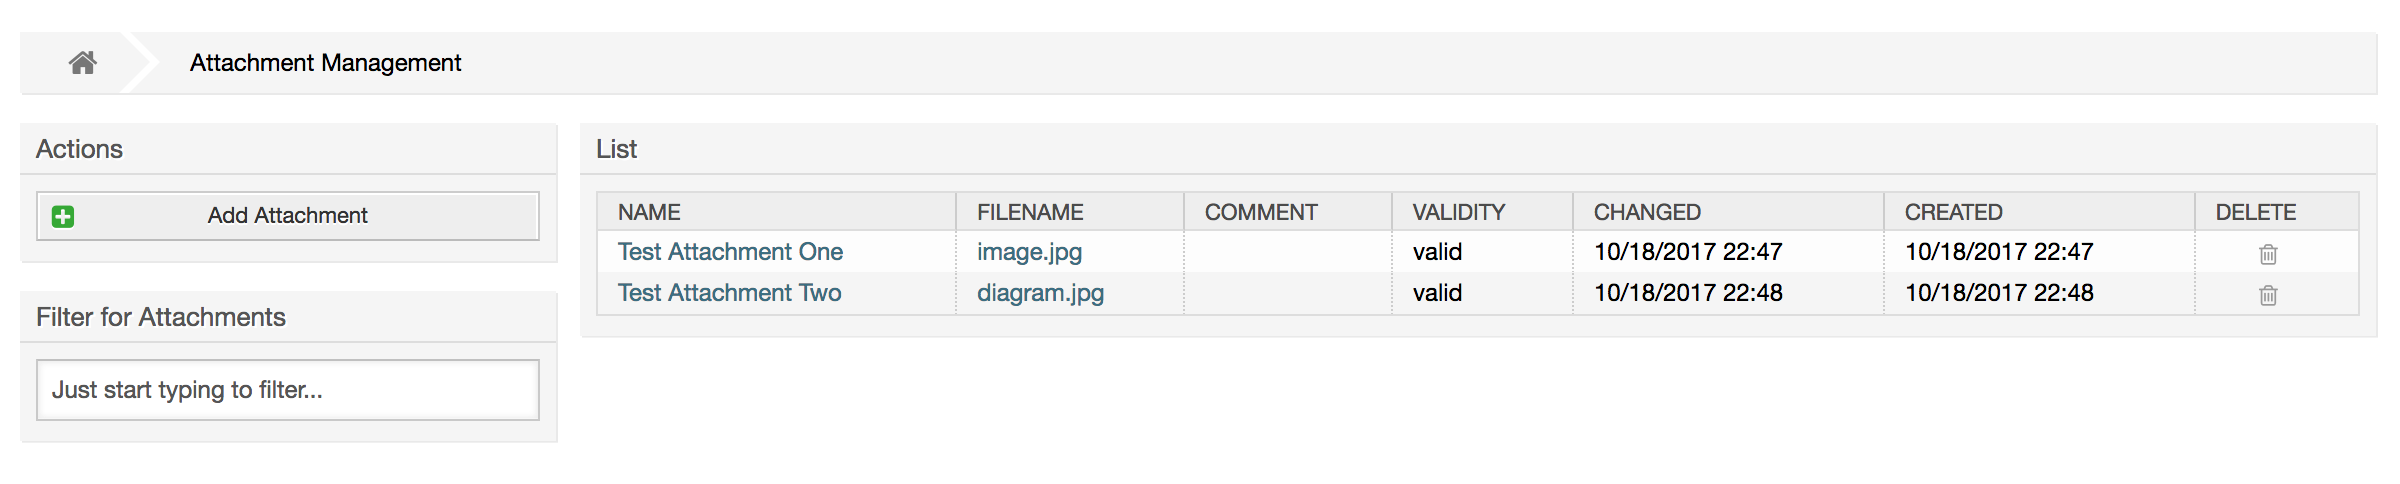 Attachment Management
Actions
Add Attachment
Filter for Attachments
Just start typing to filter...
List
NAME FILENAME COMMENT VALIDITY CHANGED CREATED DELETE
Test Attachment One image.jpg valid 10/18/2017 22:47 10/18/2017 22:47
Test Attachment Two diagram.jpg valid 10/18/2017 22:48 10/18/2017 22:48